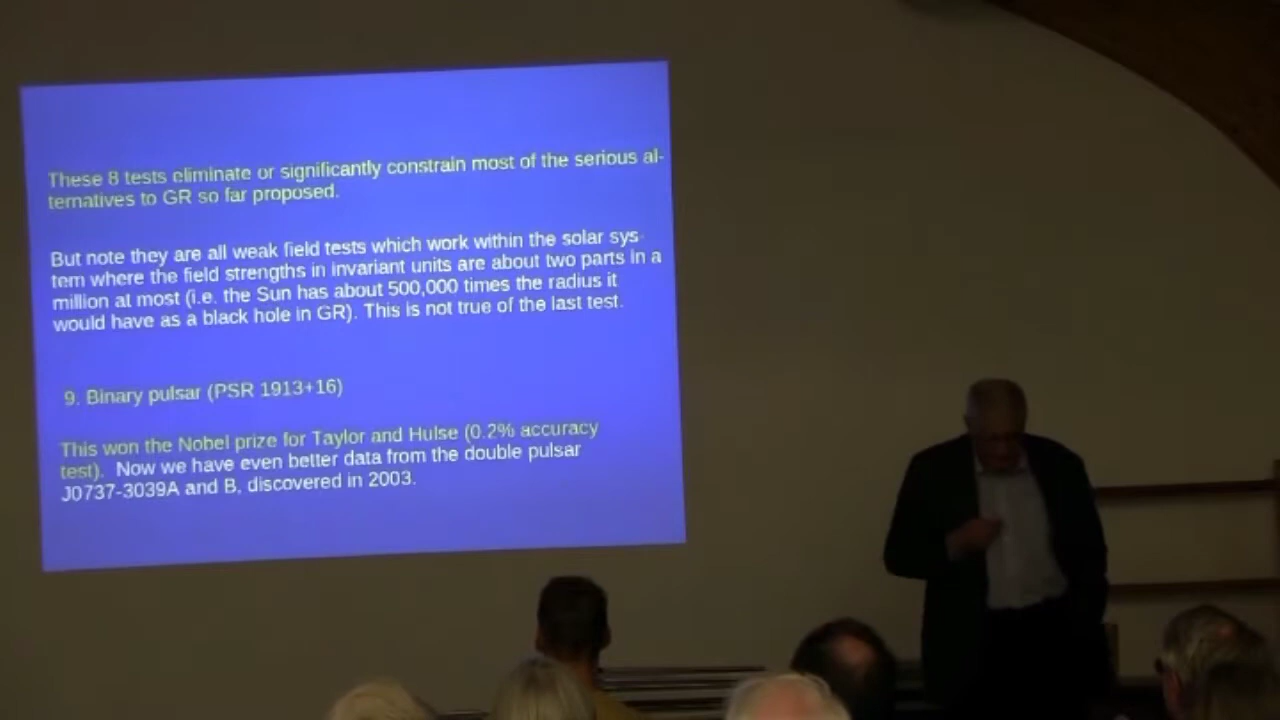 These 8 tests eliminate or significantly constrain most of the serious al-
ternatives to GR so far proposed.
But note they are all weak field tests which work within the solar sys-
tem where the field strengths in invariant units are about two parts in a
million at most (i.e. the Sun has about 500,000 times the radius it
would have as a black hole in GR). This is not true of the last test.
9. Binary pulsar (PSR 1913+16)
This won the Nobel prize for Taylor and Hulse (0.2% accuracy
test). Now we have even better data from the double pulsar
J0737-3039A and B, discovered in 2003.